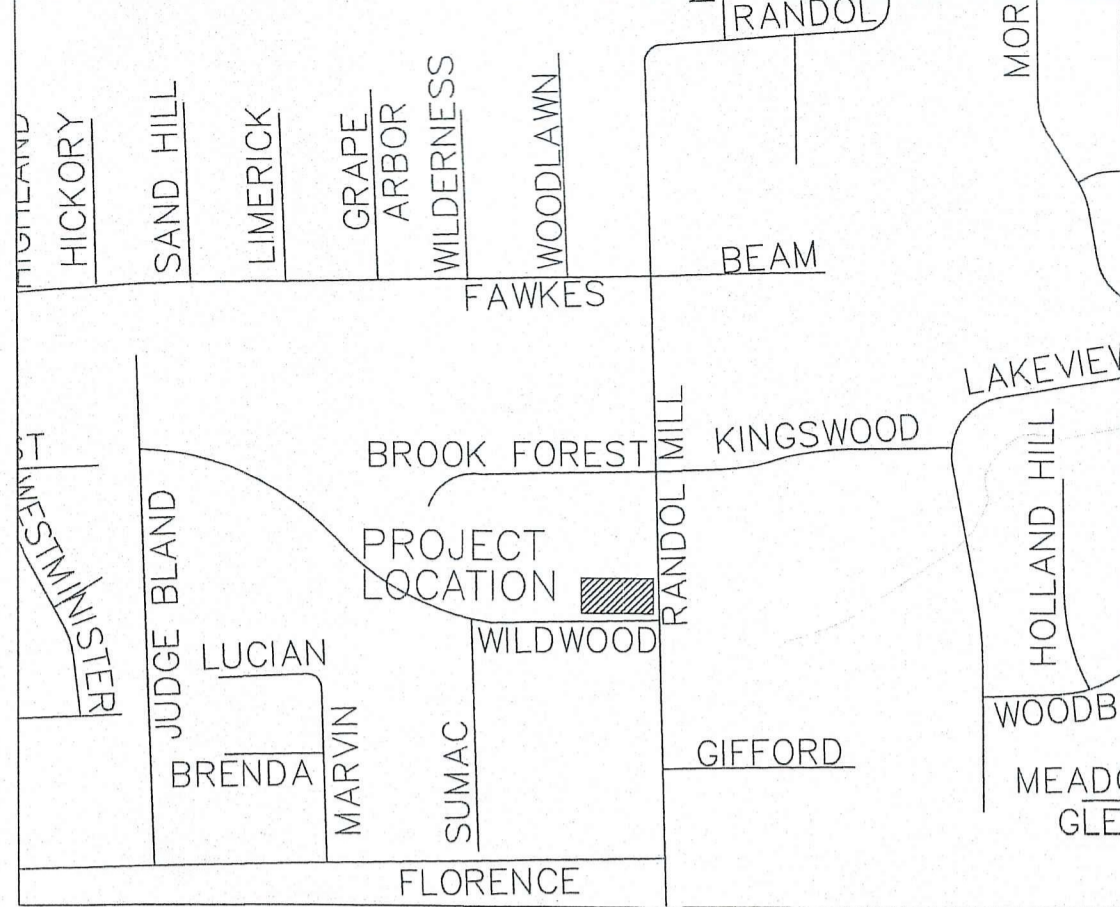 RANDOL
MOR
HIGHLAND
HICKORY
SAND HILL
LIMERICK
GRAPE
ARBOR
WILDERNESS
WOODLAWN
BEAM
FAWKES
LAKEVIEW
ST
BROOK FOREST
RANDOL MILL
KINGSWOOD
HOLLAND HILL
WESTMINISTER
JUDGE BLAND
PROJECT
LOCATION
WILDWOOD
LUCIAN
WOODB
BRENDA
MARVIN
SUMAC
GIFFORD
MEADO
GLE
FLORENCE